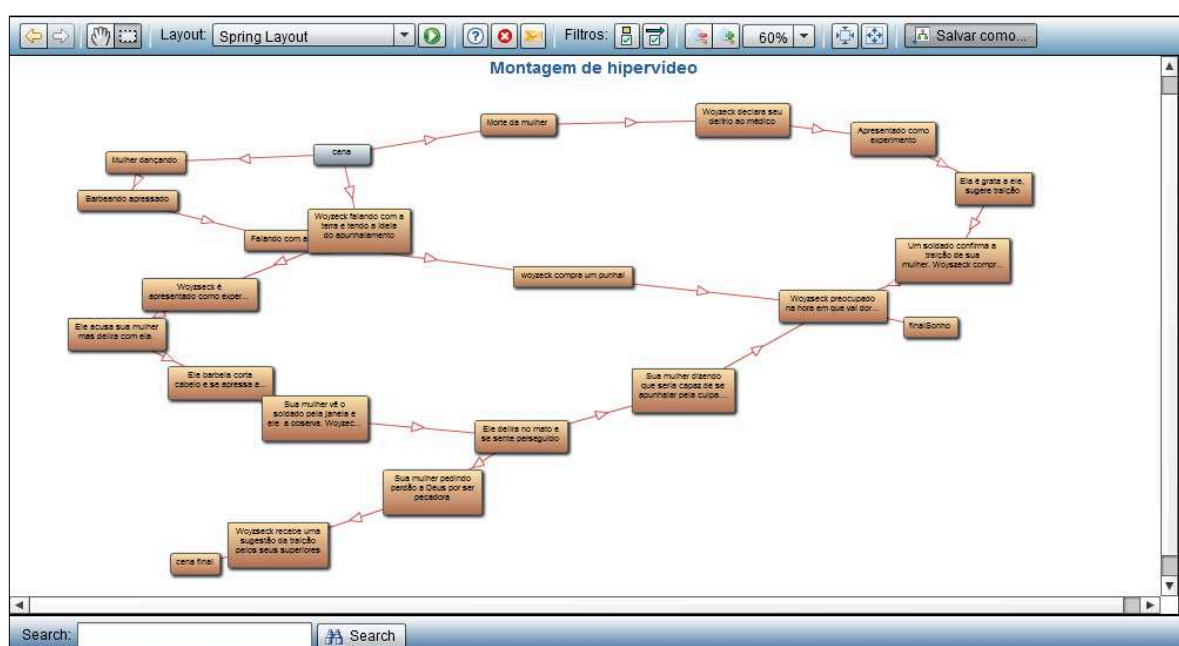 Layout: Spring Layout Filtros: 60% Salvar como...
Montagem de hipervídeo
Morte da mulher
Woyzeck declara seu
delírio ao médico
Apresentado como
experimento
cena
Mulher dançando
Ela é grata a ele,
sugere traição
Barbeando apressado
Woyzeck falando com a
terra e tendo a ideia
do apunhalamento
Falando com a
Um soldado confirma a
traição de sua
mulher. Woyszeck compr...
woyzeck compra um punhal
Woyzseck é
apresentado como exper...
Woyzseck preocupado
na hora em que vai dor...
finalSonho
Ele acusa sua mulher
mas delira com ela.
Ele barbeia corta
cabelo e se apressa a...
Sua mulher dizendo
que seria capaz de se
apunhalar pela culpa....
Sua mulher vê o
soldado pela janela e
ele a observa. Woyzec...
Ele delira no mato e
se sente perseguido
Sua mulher pedindo
perdão a Deus por ser
pecadora
Woyzseck recebe uma
sugestão da traição
pelos seus superiores
cena final
Search: Search